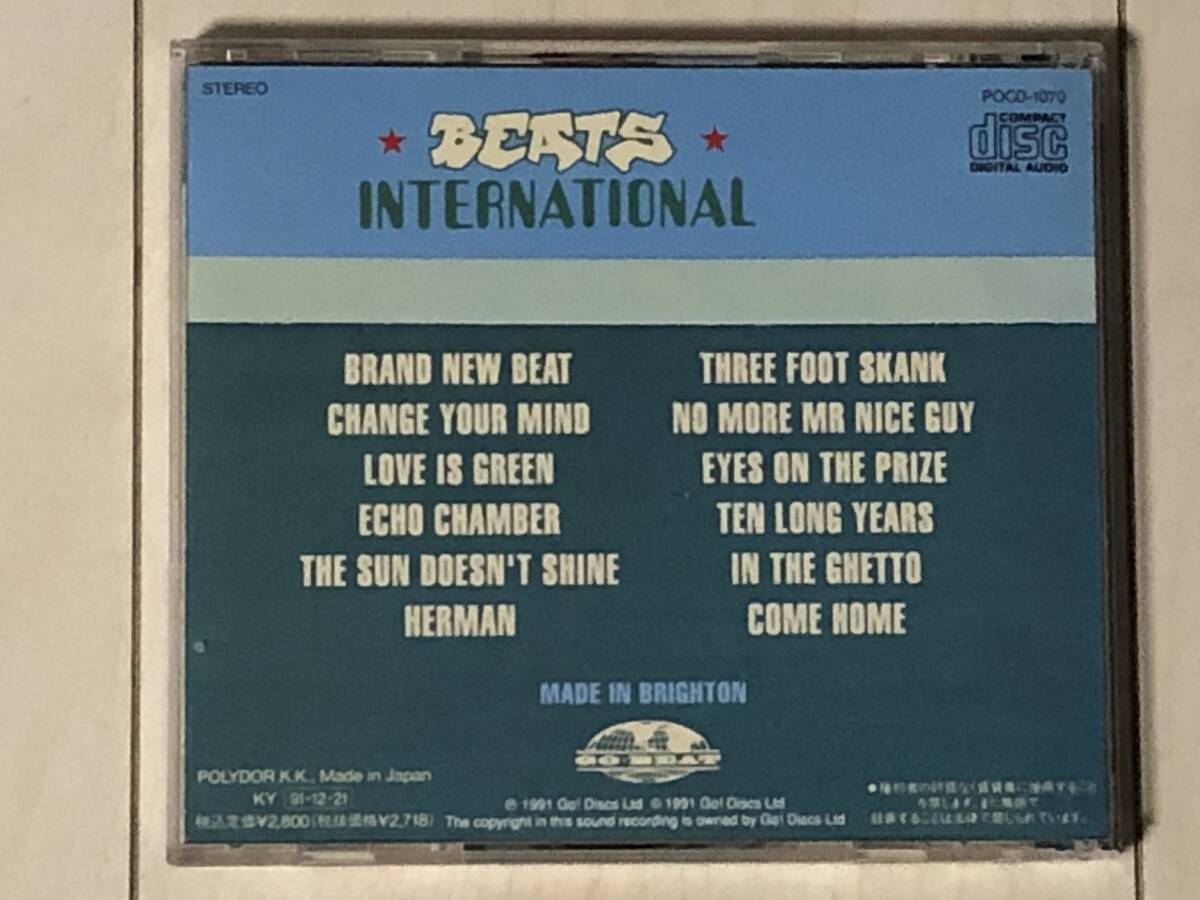 STEREO
POCD-1070
COMPACT
disc
DIGITAL AUDIO
BEATS
INTERNATIONAL
BRAND NEW BEAT
CHANGE YOUR MIND
LOVE IS GREEN
ECHO CHAMBER
THE SUN DOESN'T SHINE
HERMAN
THREE FOOT SKANK
NO MORE MR NICE GUY
EYES ON THE PRIZE
TEN LONG YEARS
IN THE GHETTO
COME HOME
MADE IN BRIGHTON
GO BEAT
POLYDOR K.K., Made in Japan
KY 91-12-21
税込定価¥2,800(税抜価格¥2,718)
℗ 1991 Go! Discs Ltd © 1991 Go! Discs Ltd
The copyright in this sound recording is owned by Go! Discs Ltd